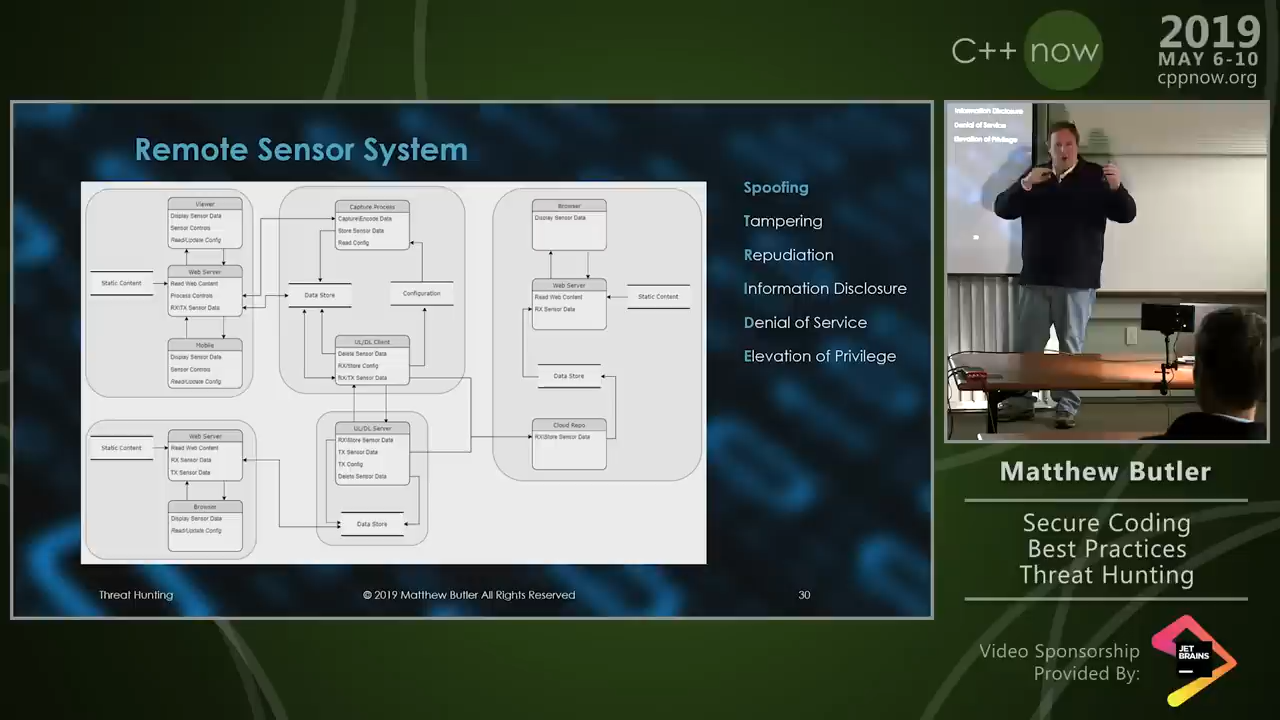 C++ now
2019
MAY 6-10
cppnow.org
Remote Sensor System
Viewer
Display Sensor Data
Sensor Controls
Read/Update Config
Web Server
Read Web Content
Process Controls
RX\TX Sensor Data
Static Content
Mobile
Display Sensor Data
Sensor Controls
Read/Update Config
Capture Process
Capture\Encode Data
Store Sensor Data
Read Config
Data Store
Configuration
UL/DL Client
Delete Sensor Data
RX/Store Config
RX/TX Sensor Data
UL/DL Server
RX\Store Sensor Data
TX Sensor Data
TX Config
Delete Sensor Data
Data Store
Static Content
Web Server
Read Web Content
RX Sensor Data
TX Sensor Data
Browser
Display Sensor Data
Read/Update Config
Browser
Display Sensor Data
Web Server
Read Web Content
RX Sensor Data
Static Content
Data Store
Cloud Repo
RX\Store Sensor Data
Spoofing
Tampering
Repudiation
Information Disclosure
Denial of Service
Elevation of Privilege
Threat Hunting
© 2019 Matthew Butler All Rights Reserved
30
Information Disclosure
Denial of Service
Elevation of Privilege
Matthew Butler
Secure Coding
Best Practices
Threat Hunting
Video Sponsorship
Provided By:
JET
BRAINS